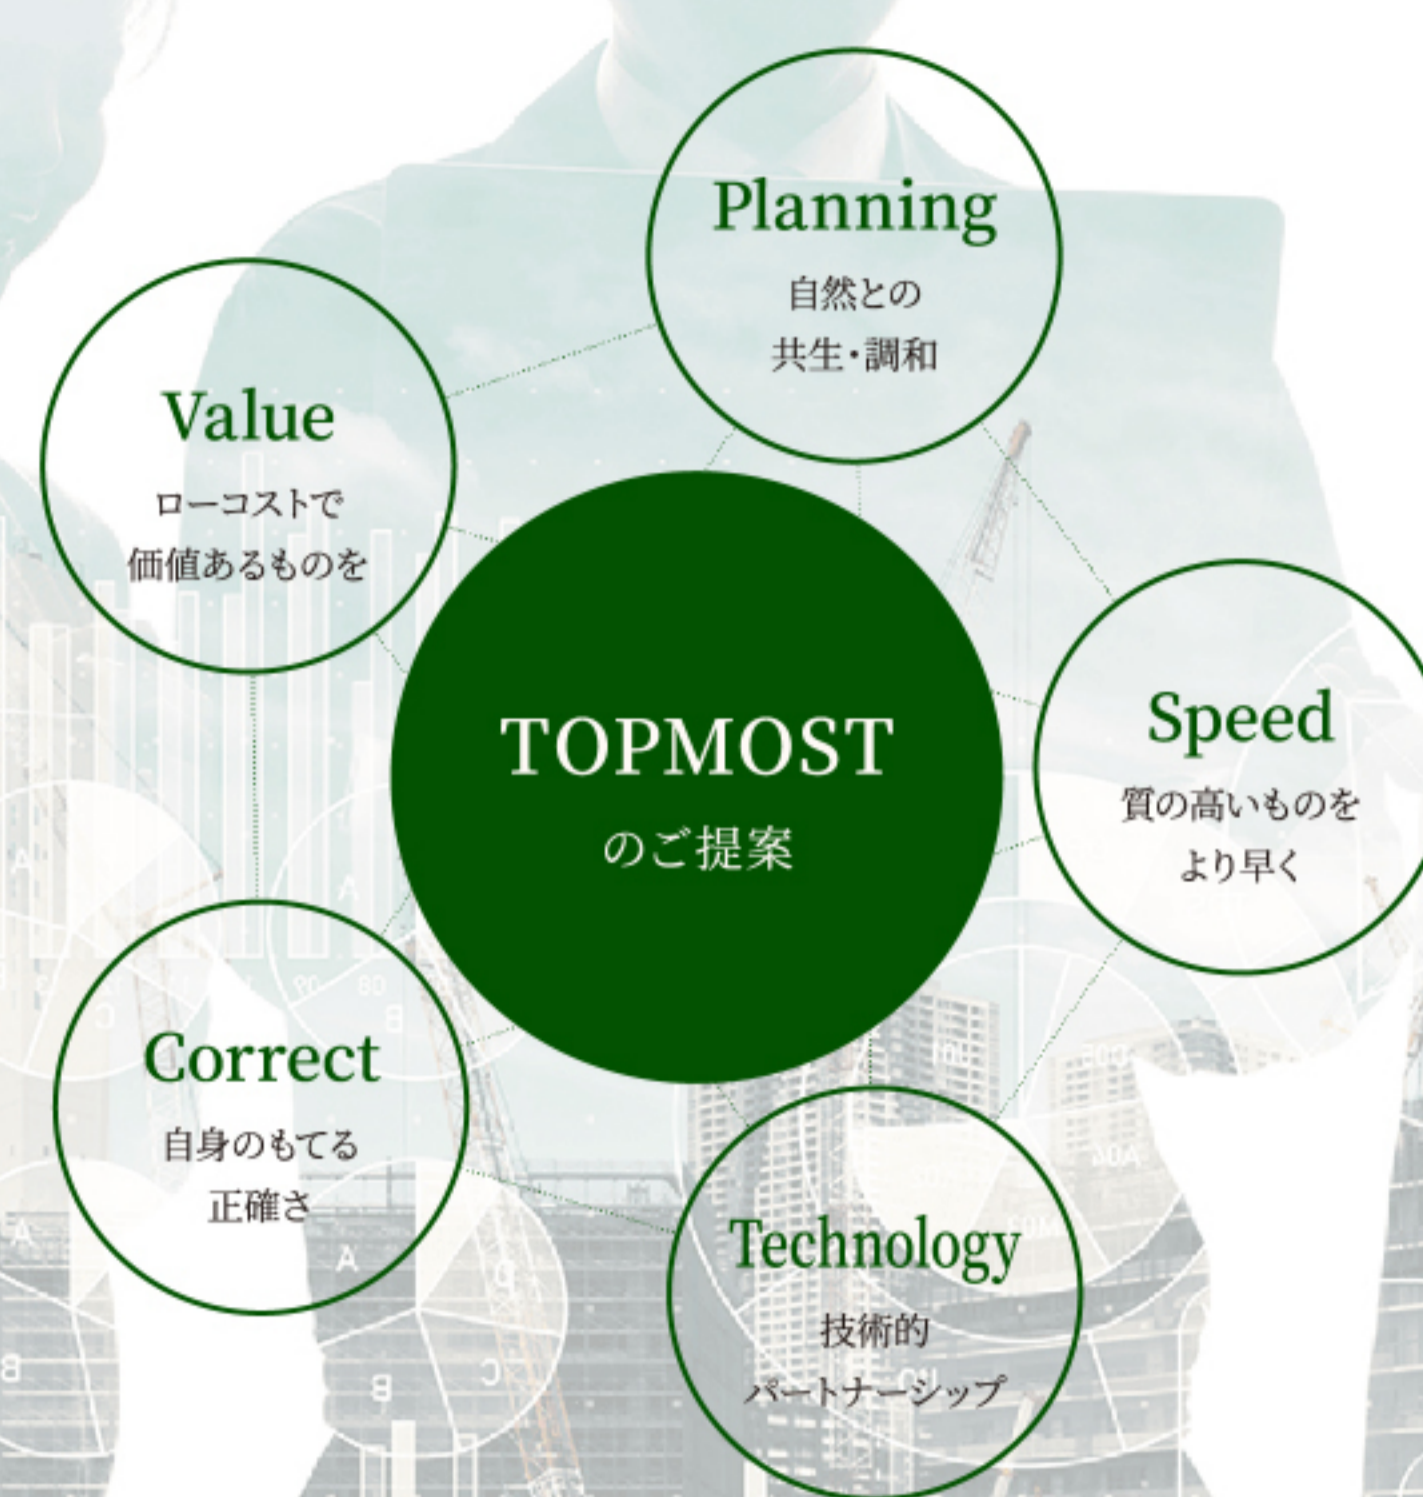 Planning
自然との
共生・調和
Value
ローコストで
価値あるものを
Speed
質の高いものを
より早く
TOPMOST
のご提案
Correct
自身のもてる
正確さ
Technology
技術的
パートナーシップ